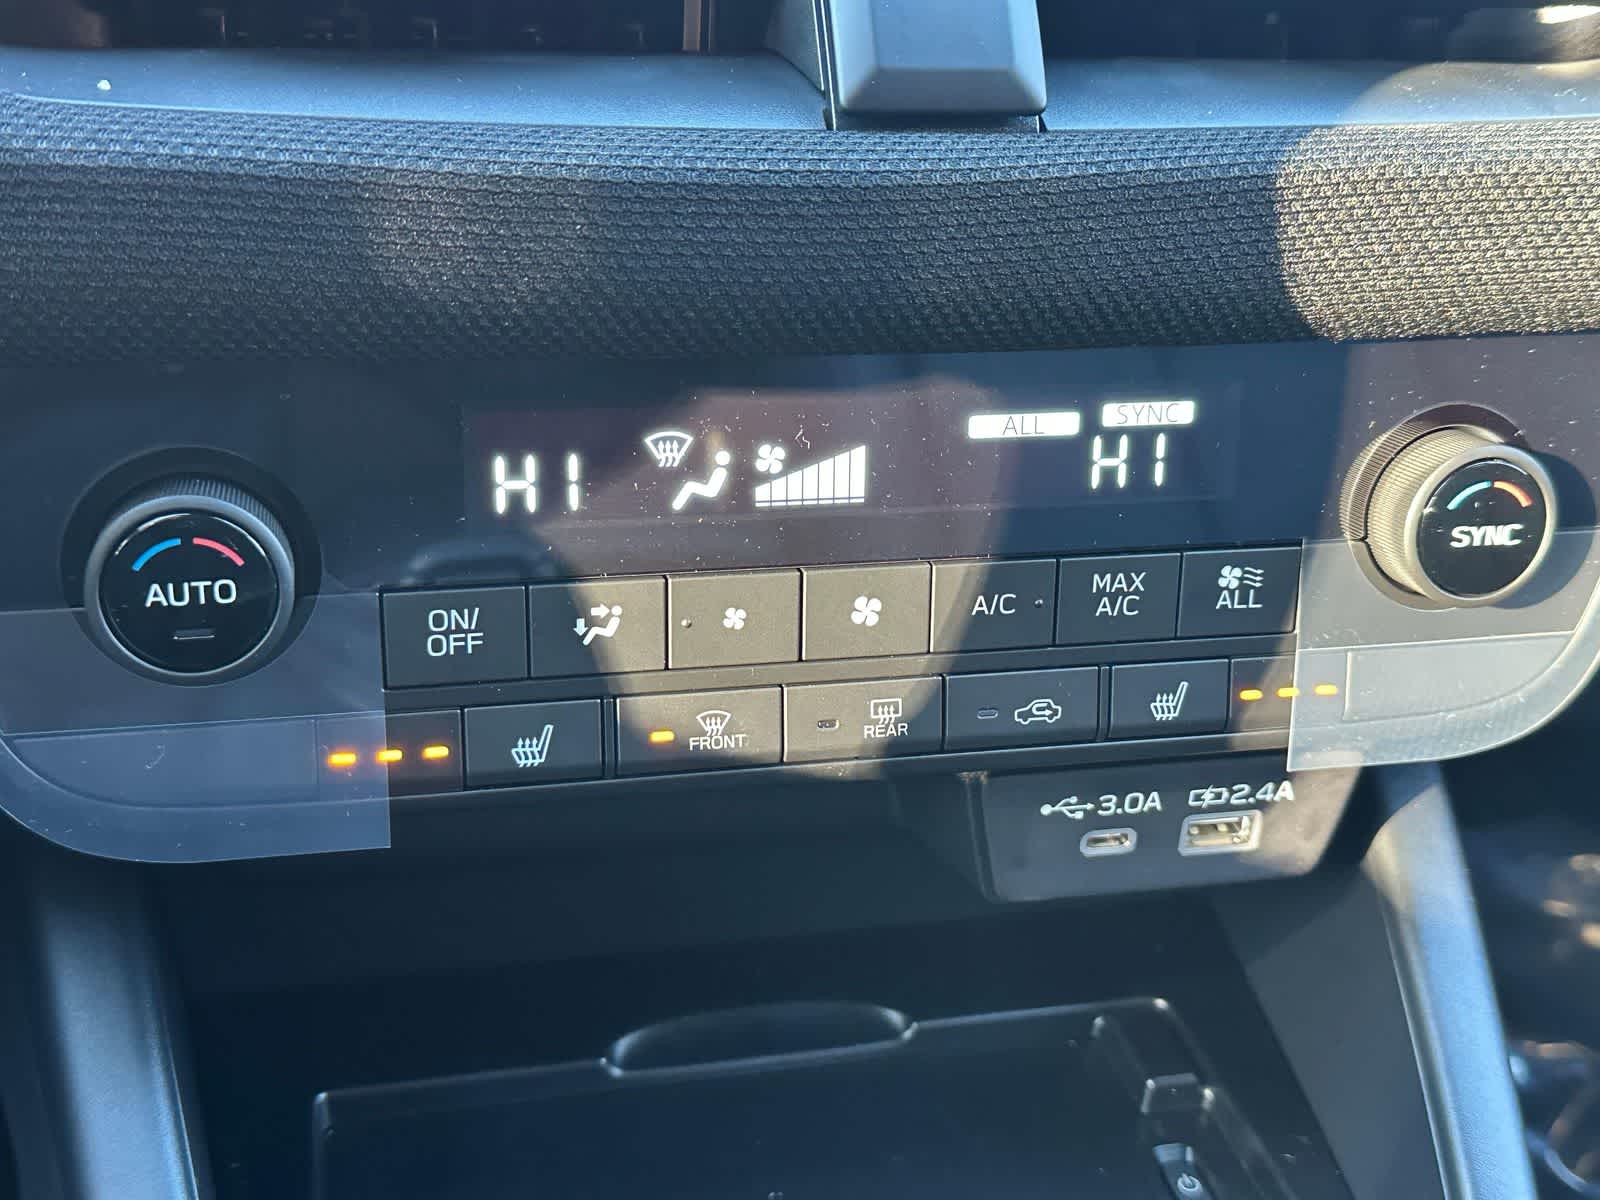 ALL SYNC
HI HI
AUTO
SYNC
ON/
OFF
A/C
MAX
A/C
ALL
FRONT
REAR
3.0A 2.4A